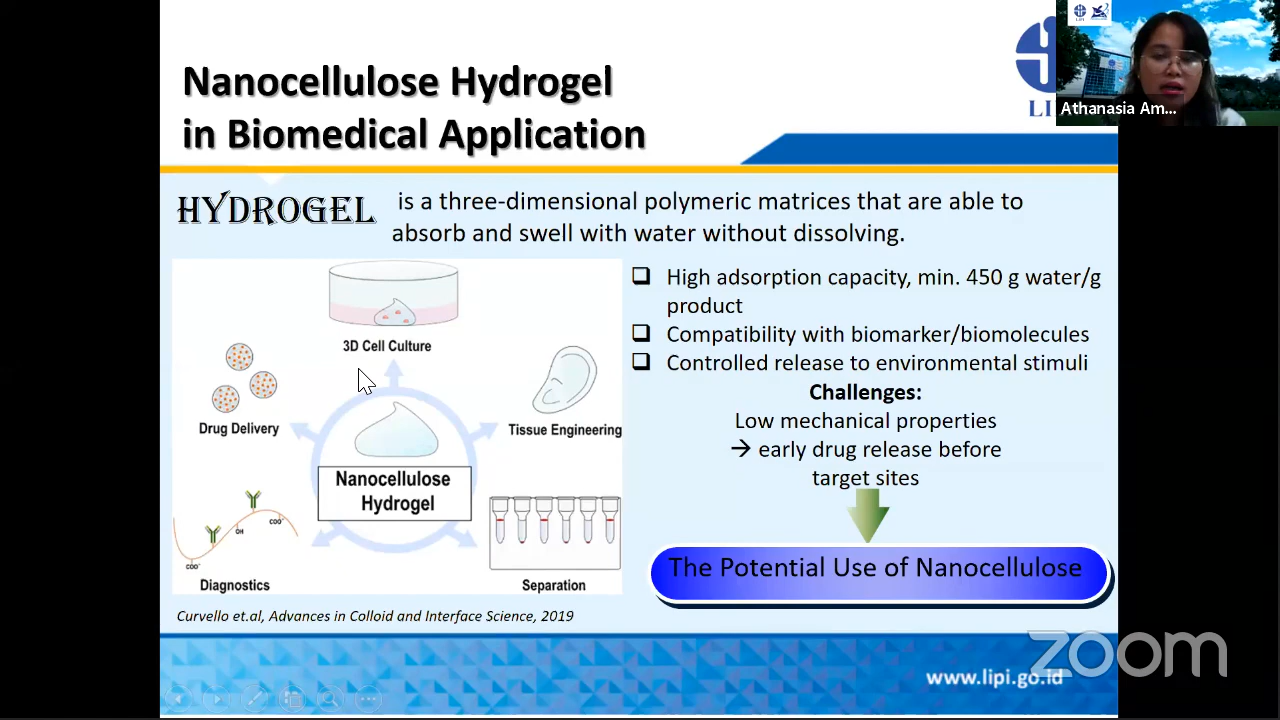 Nanocellulose Hydrogel
in Biomedical Application
LIPI
Athanasia Am...
HYDROGEL is a three-dimensional polymeric matrices that are able to
absorb and swell with water without dissolving.
3D Cell Culture
Drug Delivery
Tissue Engineering
Nanocellulose
Hydrogel
COO⁻
OH
COO⁻
Diagnostics
Separation
Curvello et.al, Advances in Colloid and Interface Science, 2019
❑ High adsorption capacity, min. 450 g water/g
product
❑ Compatibility with biomarker/biomolecules
❑ Controlled release to environmental stimuli
Challenges:
Low mechanical properties
→ early drug release before
target sites
The Potential Use of Nanocellulose
zoom
www.lipi.go.id